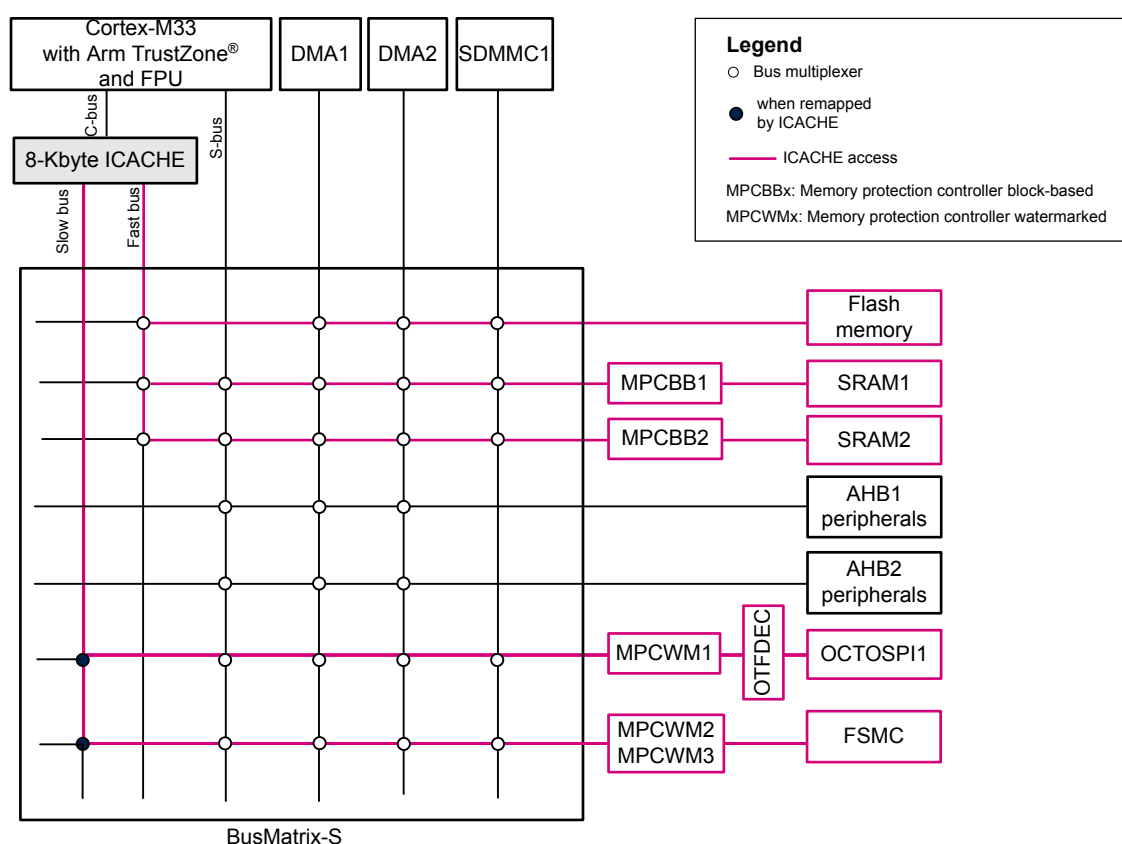 Cortex-M33
with Arm TrustZone®
and FPU
DMA1
DMA2
SDMMC1
C-bus
S-bus
8-Kbyte ICACHE
Slow bus
Fast bus
Legend
Bus multiplexer
when remapped
by ICACHE
ICACHE access
MPCBBx: Memory protection controller block-based
MPCWMx: Memory protection controller watermarked
Flash
memory
MPCBB1
SRAM1
MPCBB2
SRAM2
AHB1
peripherals
AHB2
peripherals
MPCWM1
OTFDEC
OCTOSPI1
MPCWM2
MPCWM3
FSMC
BusMatrix-S